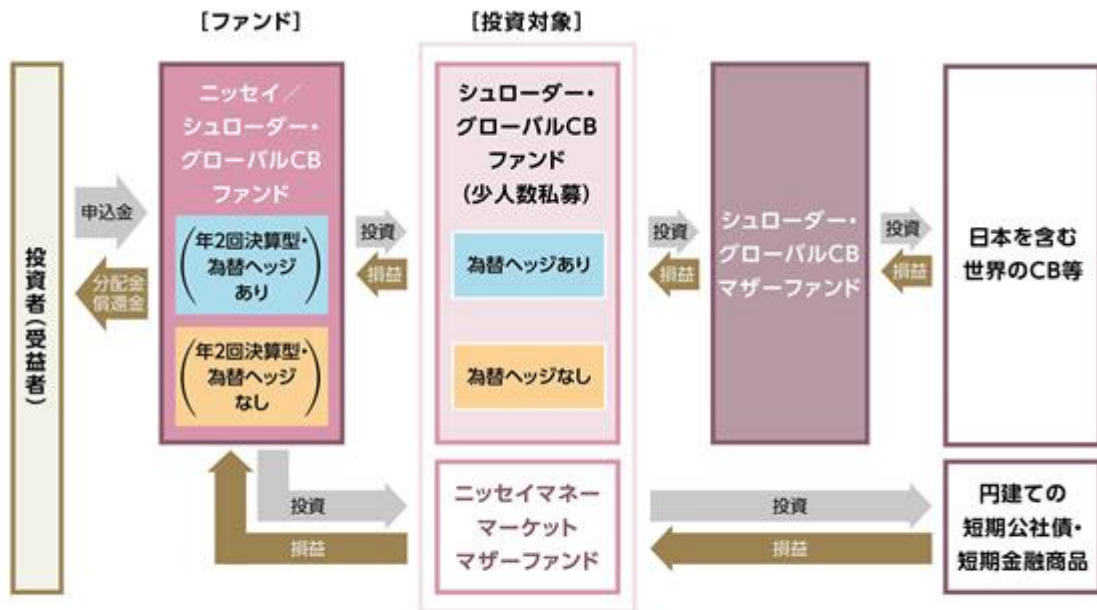 ［ファンド］
［投資対象］
投資者（受益者）
申込金
分配金
償還金
ニッセイ／
シュローダー・
グローバルCB
ファンド
（年2回決算型・
為替ヘッジ
あり）
（年2回決算型・
為替ヘッジ
なし）
投資
損益
シュローダー・
グローバルCB
ファンド
（少人数私募）
為替ヘッジあり
為替ヘッジなし
投資
損益
シュローダー・
グローバルCB
マザーファンド
投資
損益
日本を含む
世界のCB等
投資
損益
ニッセイマネー
マーケット
マザーファンド
投資
損益
円建ての
短期公社債・
短期金融商品